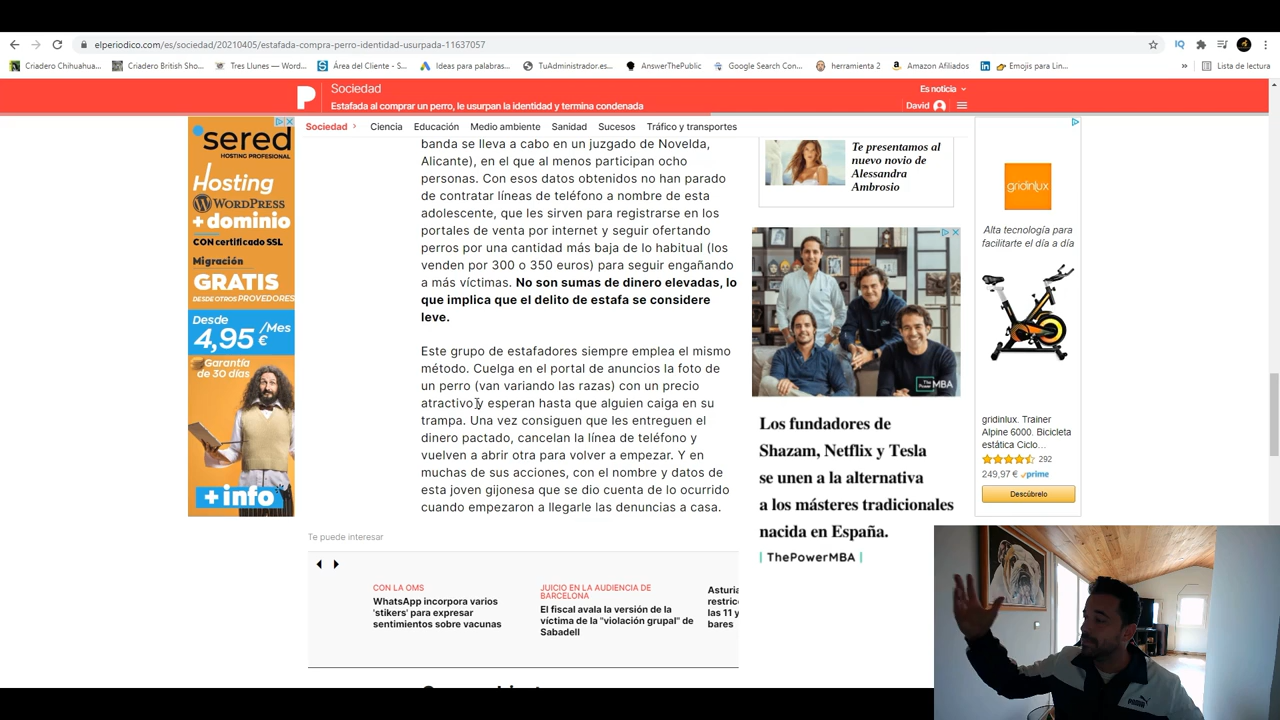 elperiodico.com/es/sociedad/20210405/estafada-compra-perro-identidad-usurpada-11637057
IQ
Criadero Chihuahua...
Criadero British Sho...
Tres Llunes — Word...
Área del Cliente - S...
Ideas para palabras...
TuAdministrador.es...
AnswerThePublic
Google Search Con...
herramienta 2
Amazon Afiliados
Emojis para Lin...
»
Lista de lectura
Sociedad
Estafada al comprar un perro, le usurpan la identidad y termina condenada
Es noticia
David
Sociedad
Ciencia
Educación
Medio ambiente
Sanidad
Sucesos
Tráfico y transportes
sered
HOSTING PROFESIONAL
Hosting
WORDPRESS
+ dominio
CON certificado SSL
Migración
GRATIS
DESDE OTROS PROVEEDORES
Desde
4,95 €/Mes
Garantía
de 30 días
+ info
banda se lleva a cabo en un juzgado de Novelda,
Alicante), en el que al menos participan ocho
personas. Con esos datos obtenidos no han parado
de contratar líneas de teléfono a nombre de esta
adolescente, que les sirven para registrarse en los
portales de venta por internet y seguir ofertando
perros por una cantidad más baja de lo habitual (los
venden por 300 o 350 euros) para seguir engañando
a más víctimas. No son sumas de dinero elevadas, lo
que implica que el delito de estafa se considere
leve.
Este grupo de estafadores siempre emplea el mismo
método. Cuelga en el portal de anuncios la foto de
un perro (van variando las razas) con un precio
atractivo y esperan hasta que alguien caiga en su
trampa. Una vez consiguen que les entreguen el
dinero pactado, cancelan la línea de teléfono y
vuelven a abrir otra para volver a empezar. Y en
muchas de sus acciones, con el nombre y datos de
esta joven gijonesa que se dio cuenta de lo ocurrido
cuando empezaron a llegarle las denuncias a casa.
Te puede interesar
CON LA OMS
WhatsApp incorpora varios
'stikers' para expresar
sentimientos sobre vacunas
JUICIO EN LA AUDIENCIA DE
BARCELONA
El fiscal avala la versión de la
víctima de la "violación grupal" de
Sabadell
Asturia
restricc
las 11 y
bares
Te presentamos al
nuevo novio de
Alessandra
Ambrosio
ThePowerMBA
Los fundadores de
Shazam, Netflix y Tesla
se unen a la alternativa
a los másteres tradicionales
nacida en España.
| ThePowerMBA |
gridinlux
Alta tecnología para
facilitarte el día a día
gridinlux. Trainer
Alpine 6000. Bicicleta
estática Ciclo...
292
249,97 € prime
Descúbrelo
PUMA